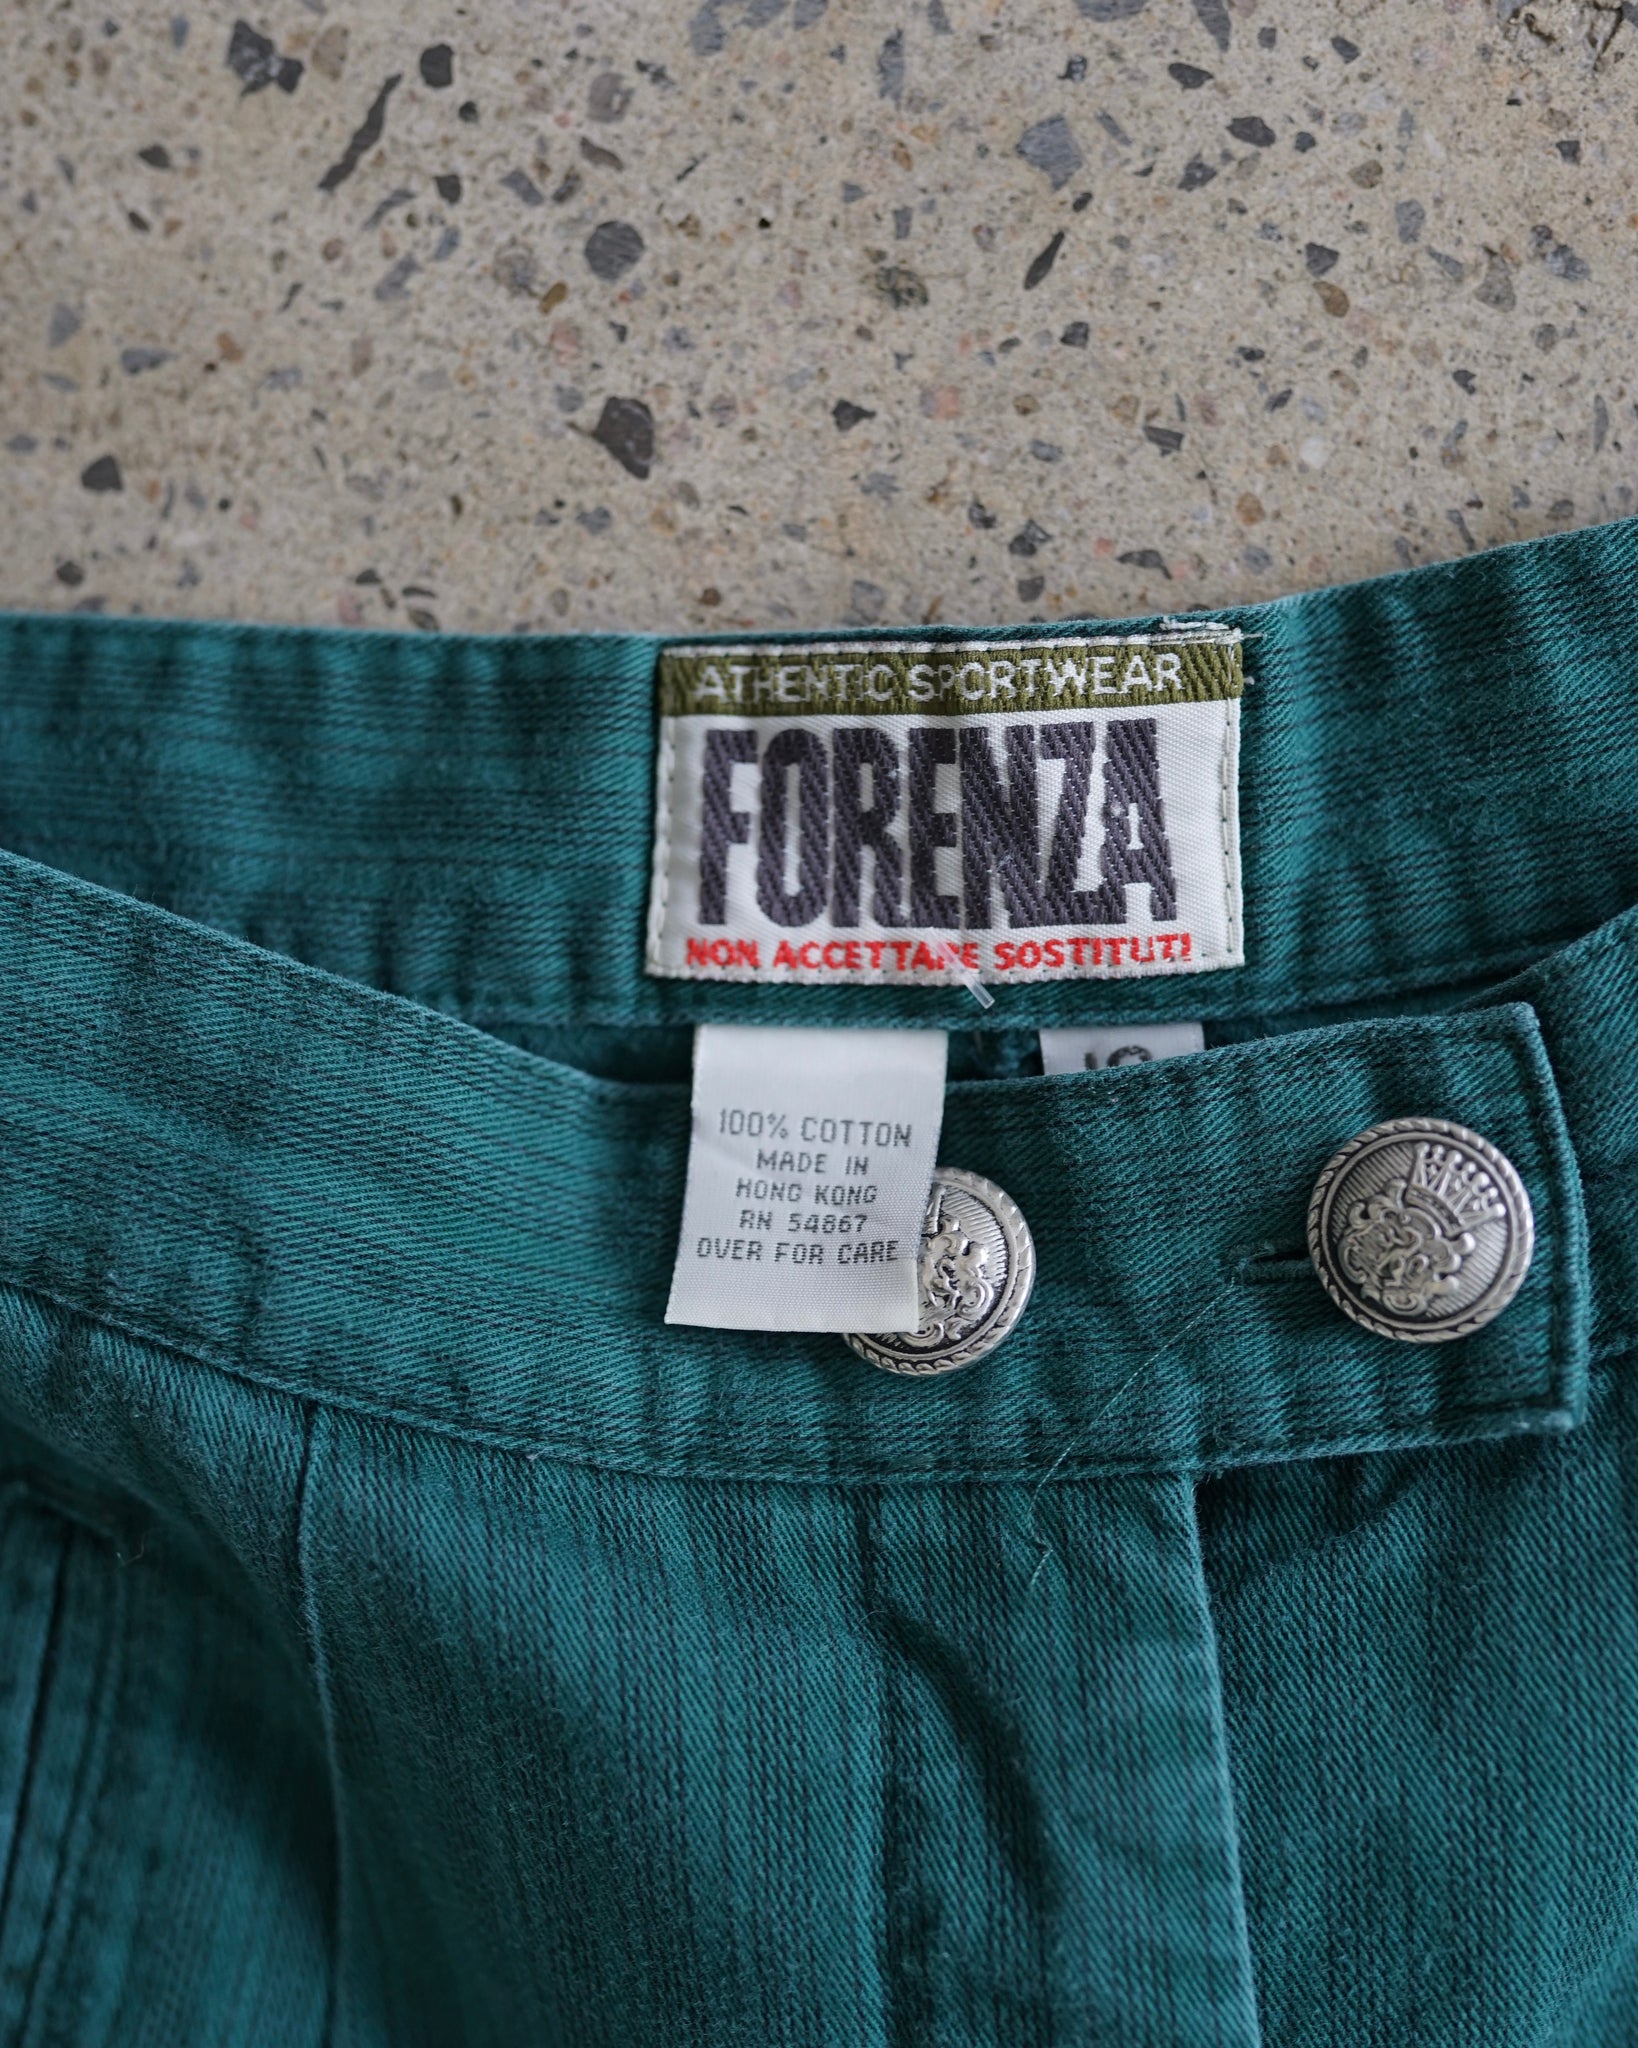 ATHENTIC SPORTWEAR
FORENZA
NON ACCETTARE SOSTITUTI
100% COTTON
MADE IN
HONG KONG
RN 54867
OVER FOR CARE